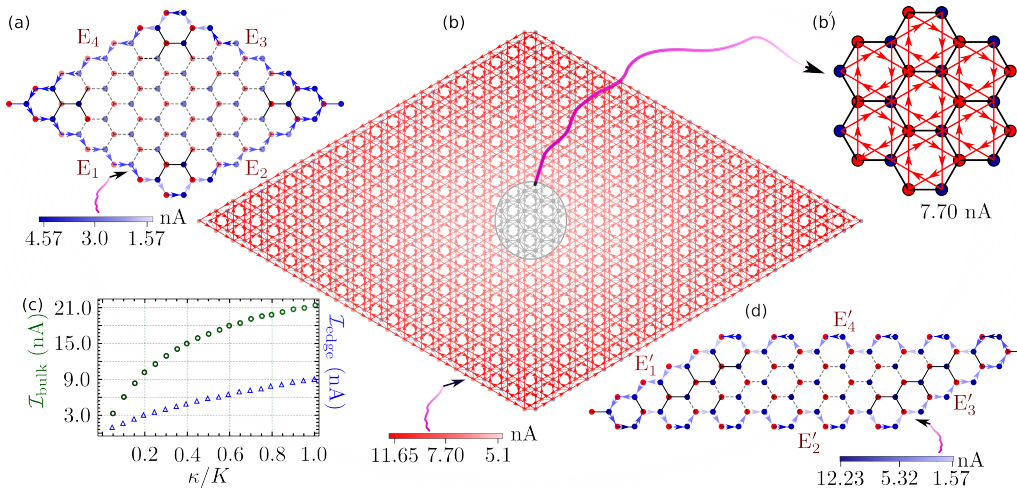 (a)
E₄
E₃
E₁
E₂
nA
4.57 3.0 1.57
(b)
(b′)
7.70 nA
nA
11.65 7.70 5.1
(c)
21.0
15.0
9.0
3.0
0.2 0.4 0.6 0.8 1.0
κ/K
ℐbulk (nA)
ℐedge (nA)
(d)
E′₄
E′₁
E′₃
E′₂
nA
12.23 5.32 1.57